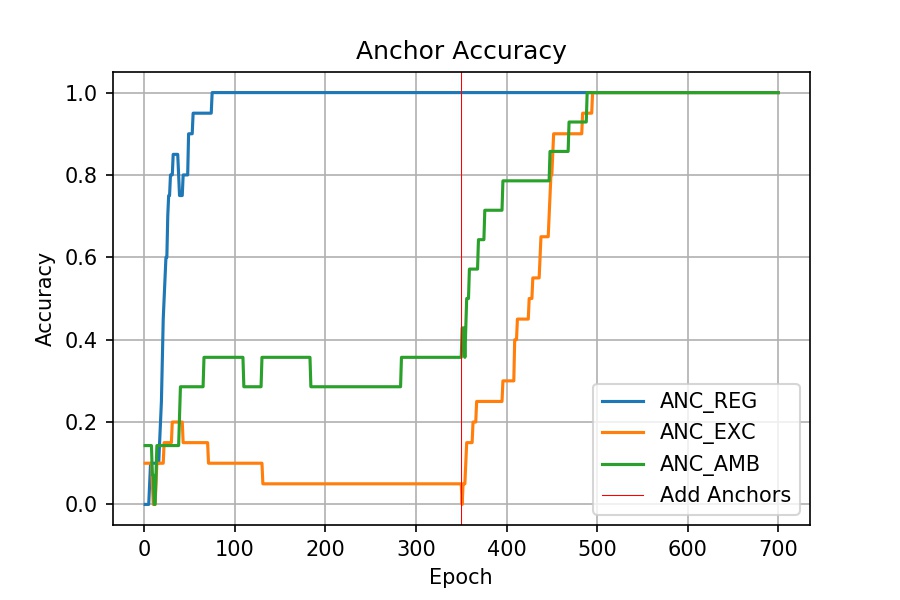 Anchor Accuracy
Accuracy
1.0
0.8
0.6
0.4
0.2
0.0
ANC_REG
ANC_EXC
ANC_AMB
Add Anchors
0 100 200 300 400 500 600 700
Epoch